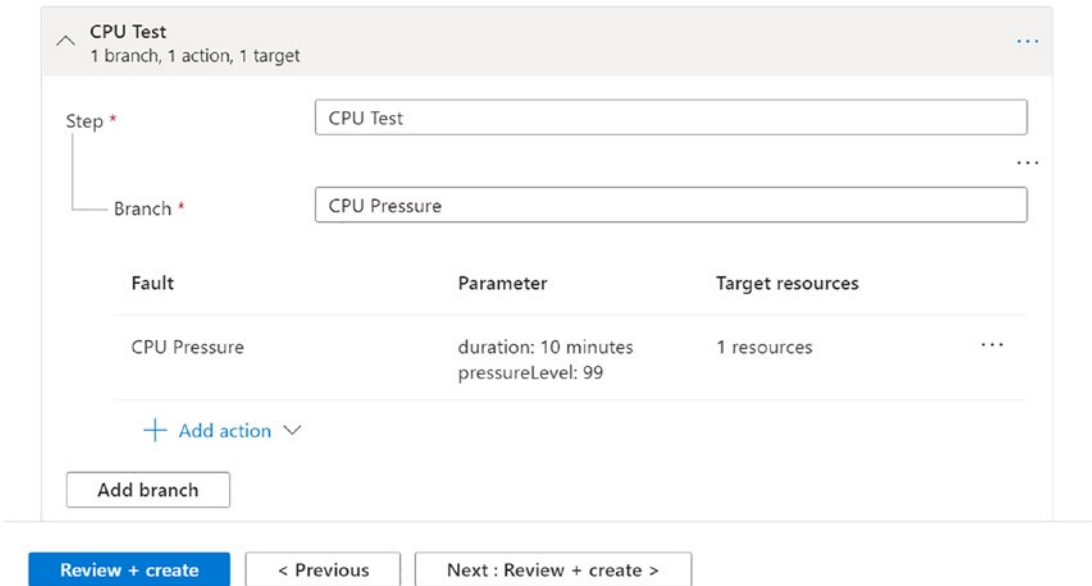 CPU Test
...
1 branch, 1 action, 1 target
Step *
CPU Test
...
Branch *
CPU Pressure
Fault Parameter Target resources
CPU Pressure duration: 10 minutes 1 resources ...
pressureLevel: 99
+ Add action
Add branch
Review + create < Previous Next : Review + create >